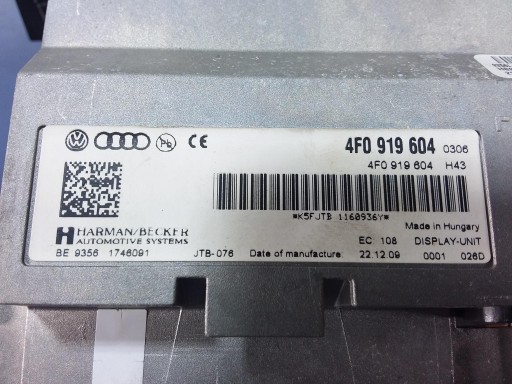 4F0 919 604 0306
4F0 919 604 H43
*K5FJTB 1160936Y*
Made in Hungary
HARMAN/BECKER
AUTOMOTIVE SYSTEMS
EC 108 DISPLAY-UNIT
BE 9356 1746091 JTB-076 Date of manufacture 22.12.09 0001 026D